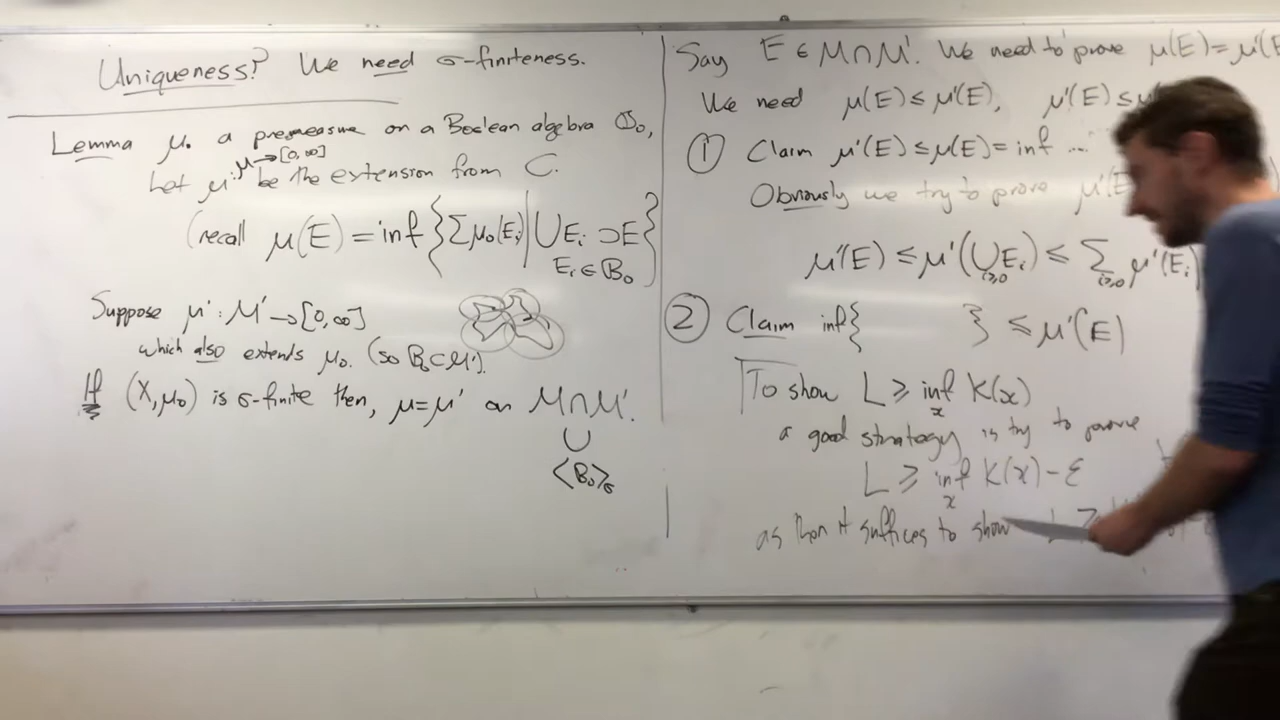 Uniqueness? We need σ-finiteness.
Lemma μ₀ a premeasure on a Boolean algebra B₀,
Let μ: M→[0,∞] be the extension from C.
(recall μ(E) = inf { Σμ₀(Eᵢ) | ∪Eᵢ ⊃ E }
Eᵢ ∈ B₀
Suppose μ' : M' → [0,∞]
which also extends μ₀. (so B₀ ⊂ M').
If (X, μ₀) is σ-finite then, μ=μ' on M∩M'.
∪
⟨B₀⟩σ
Say E ∈ M∩M'. We need to prove μ(E) = μ'(E
We need μ(E) ≤ μ'(E), μ'(E) ≤
① Claim μ'(E) ≤ μ(E) = inf ...
Obviously we try to prove μ'(E
μ'(E) ≤ μ'(∪Eᵢ) ≤ Σ μ'(Eᵢ)
i≥0 i≥0
② Claim inf{ } ≤ μ'(E)
To show L ≥ inf K(x)
x
a good strategy is try to prove
L ≥ inf K(x) - ε
x
as then it suffices to show L ≥